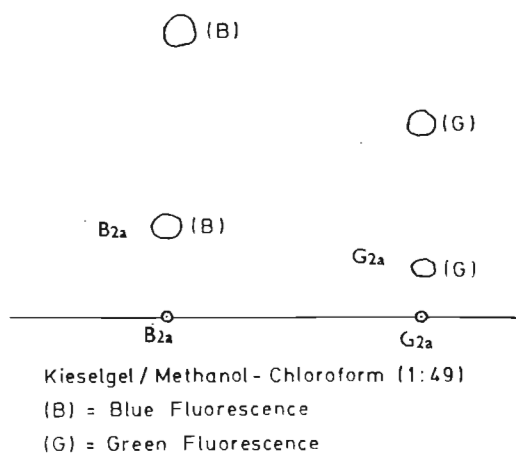 (B)
(G)
B2a (B)
G2a (G)
B2a G2a
Kieselgel / Methanol - Chloroform (1:49)
(B) = Blue Fluorescence
(G) = Green Fluorescence